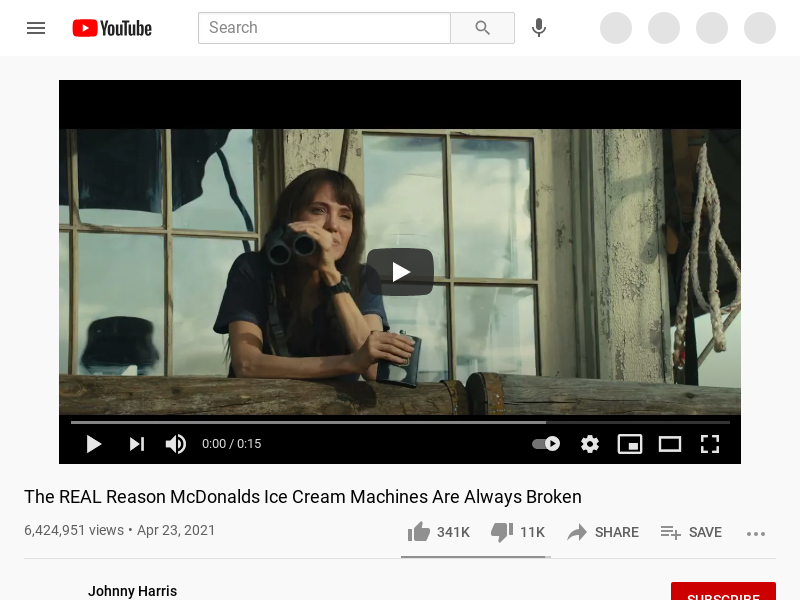 YouTube
Search
0:00 / 0:15
The REAL Reason McDonalds Ice Cream Machines Are Always Broken
6,424,951 views • Apr 23, 2021
341K
11K
SHARE
SAVE
Johnny Harris
SUBSCRIBE